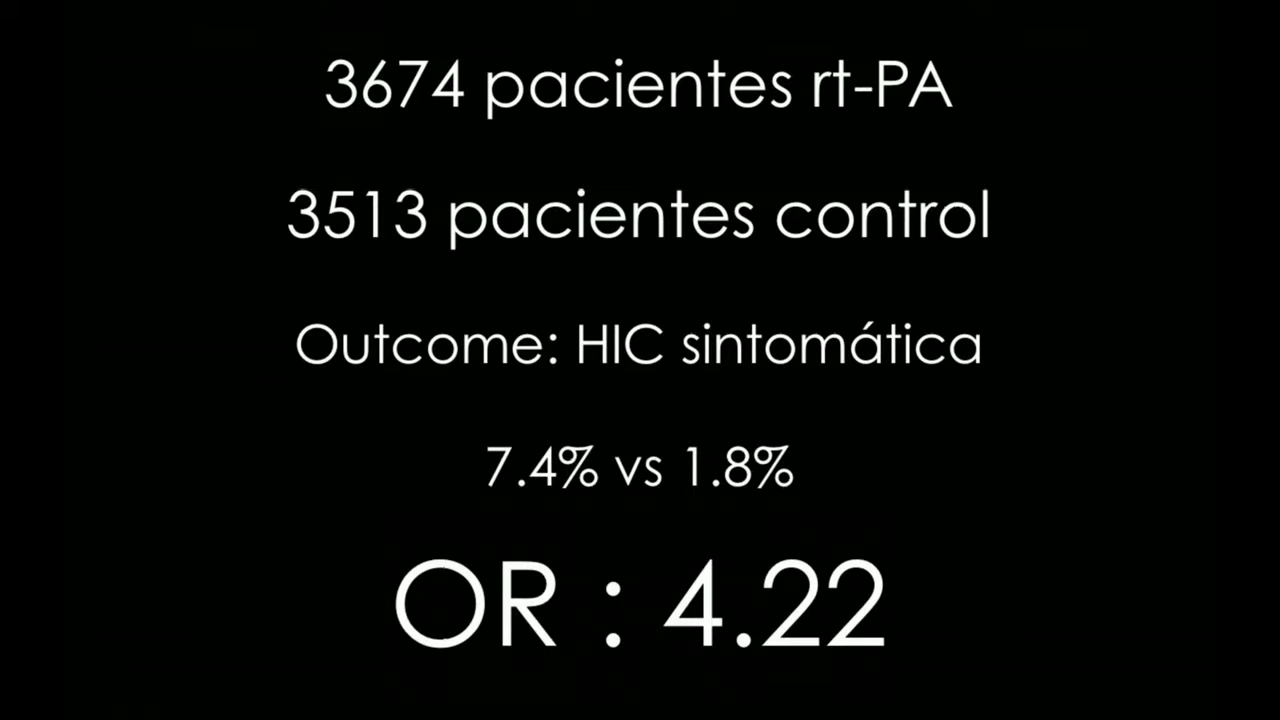 3674 pacientes rt-PA
3513 pacientes control
Outcome: HIC sintomática
7.4% vs 1.8%
OR : 4.22